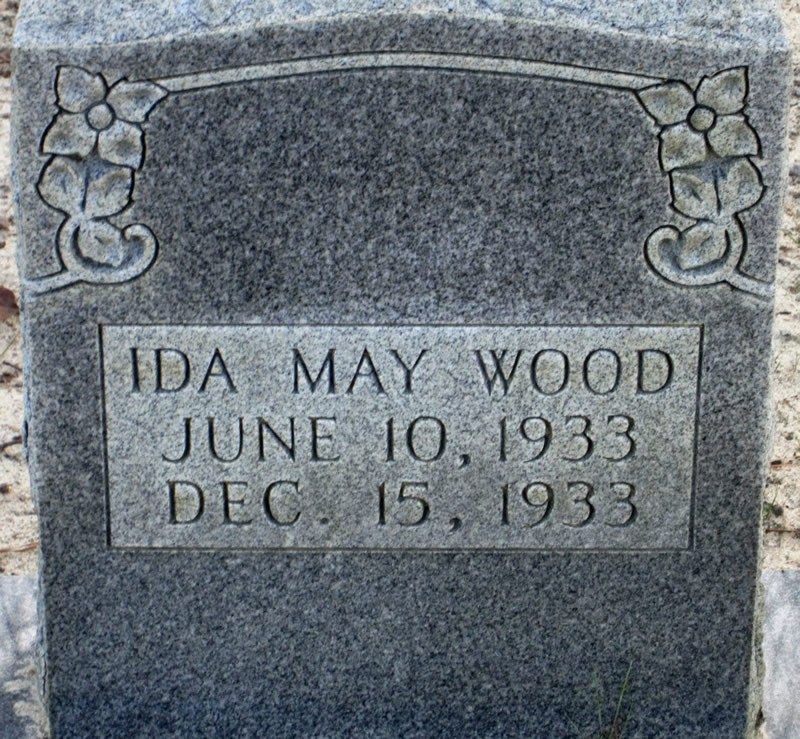 IDA MAY WOOD
JUNE 10, 1933
DEC. 15, 1933